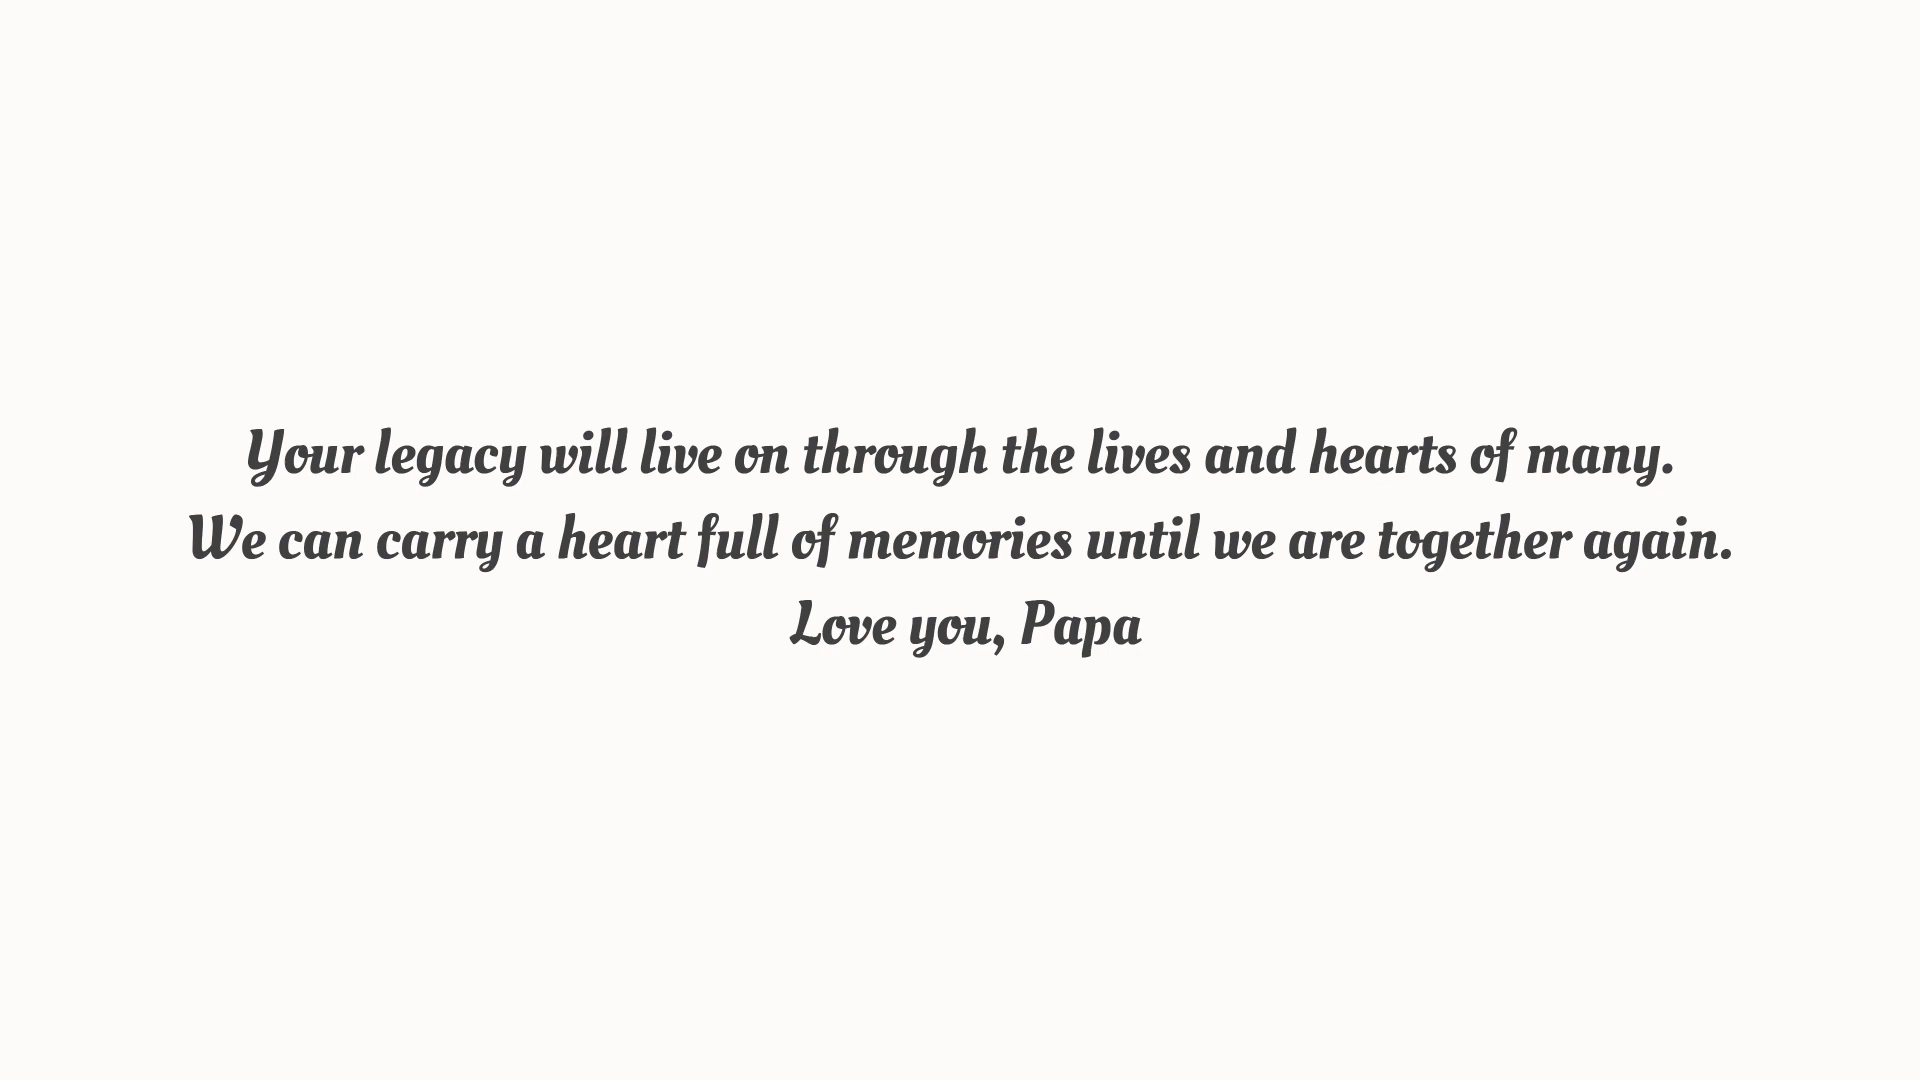 Your legacy will live on through the lives and hearts of many.
We can carry a heart full of memories until we are together again.
Love you, Papa